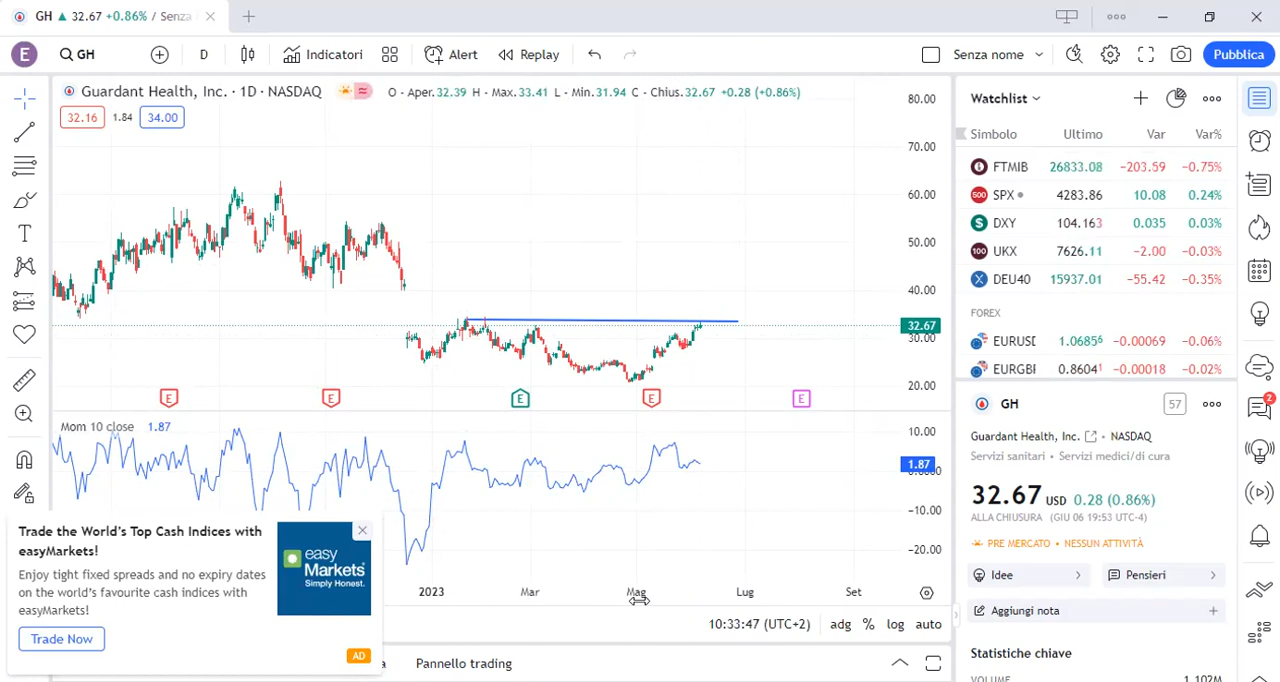 GH ▲ 32.67 +0.86% / Senza
E GH D Indicatori Alert Replay Senza nome Pubblica
Guardant Health, Inc. · 1D · NASDAQ O - Aper.32.39 H - Max.33.41 L - Min.31.94 C - Chius.32.67 +0.28 (+0.86%)
32.16 1.84 34.00
80.00
70.00
60.00
50.00
40.00
32.67
30.00
20.00
E E E E E
Mom 10 close 1.87
10.00
1.87
−10.00
−20.00
2023 Mar Mag Lug Set
10:33:47 (UTC+2) adg % log auto
Pannello trading
Trade the World's Top Cash Indices with
easyMarkets!
Enjoy tight fixed spreads and no expiry dates
on the world's favourite cash indices with
easyMarkets!
Trade Now
easy
Markets
Simply Honest.
AD
Watchlist
Simbolo Ultimo Var Var%
FTMIB 26833.08 −203.59 −0.75%
500 SPX 4283.86 10.08 0.24%
$ DXY 104.163 0.035 0.03%
100 UKX 7626.11 −2.00 −0.03%
X DEU40 15937.01 −55.42 −0.35%
FOREX
EURUSI 1.06856 −0.00069 −0.06%
EURGBI 0.86041 −0.00018 −0.02%
GH 57
Guardant Health, Inc. • NASDAQ
Servizi sanitari • Servizi medici/di cura
32.67 USD 0.28 (0.86%)
ALLA CHIUSURA (GIU 06 19:53 UTC-4)
PRE MERCATO • NESSUN ATTIVITÀ
Idee
Pensieri
Aggiungi nota
Statistiche chiave
VOLUME 1.102M
2